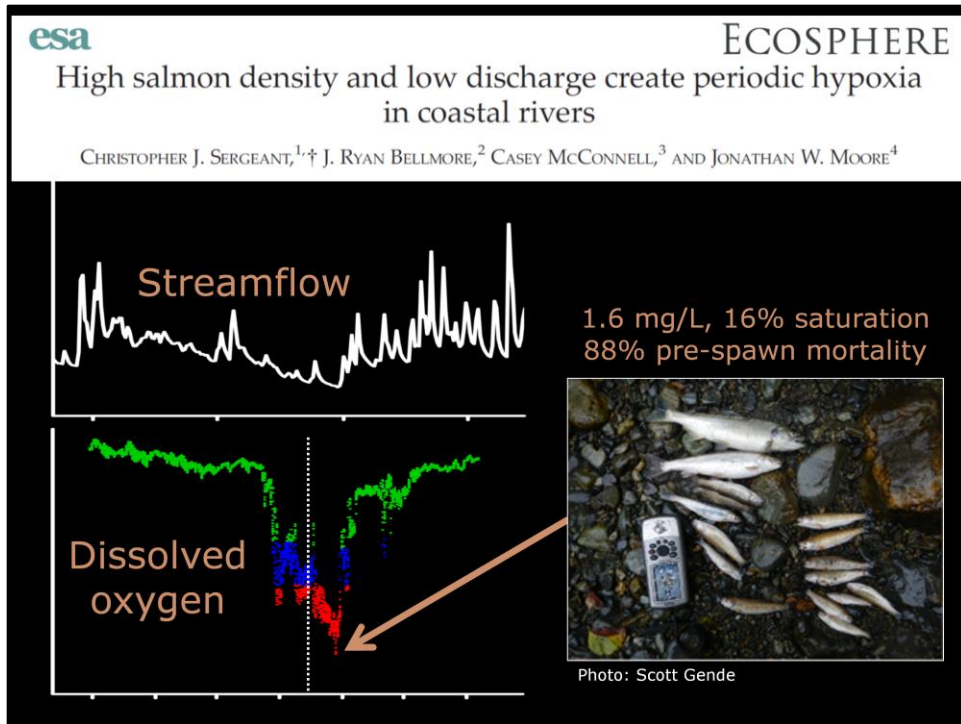 esa
ECOSPHERE
High salmon density and low discharge create periodic hypoxia
in coastal rivers
CHRISTOPHER J. SERGEANT,1,† J. RYAN BELLMORE,2 CASEY MCCONNELL,3 AND JONATHAN W. MOORE4
Streamflow
1.6 mg/L, 16% saturation
88% pre-spawn mortality
Dissolved
oxygen
Photo: Scott Gende